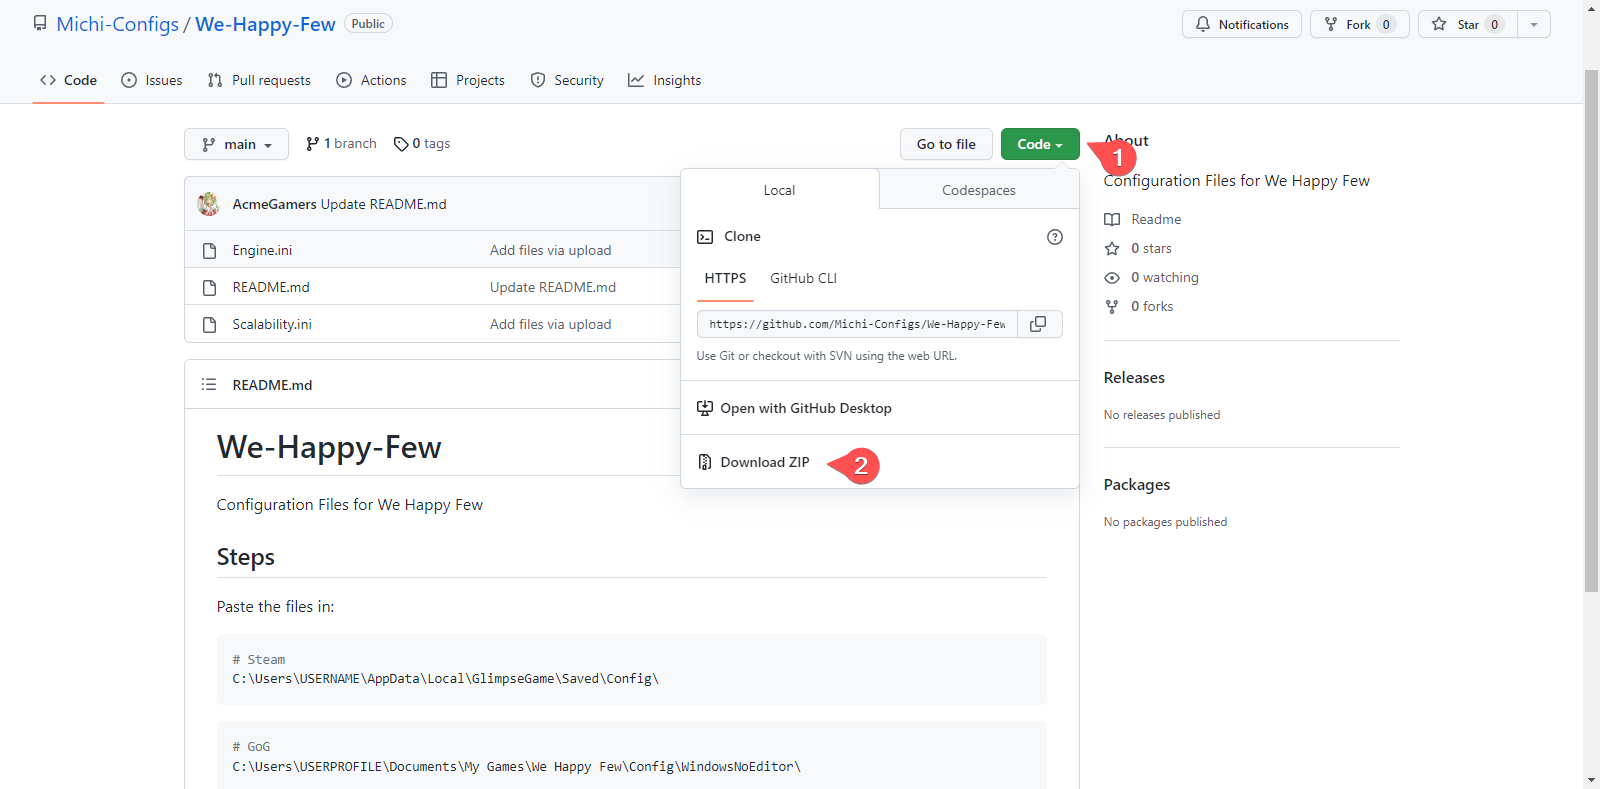 Michi-Configs / We-Happy-Few Public
Notifications
Fork 0
Star 0
Code
Issues
Pull requests
Actions
Projects
Security
Insights
main
1 branch
0 tags
Go to file
Code
1
AcmeGamers Update README.md
Engine.ini Add files via upload
README.md Update README.md
Scalability.ini Add files via upload
Local
Codespaces
Clone
HTTPS
GitHub CLI
https://github.com/Michi-Configs/We-Happy-Few
Use Git or checkout with SVN using the web URL.
Open with GitHub Desktop
Download ZIP
2
README.md
We-Happy-Few
Configuration Files for We Happy Few
Steps
Paste the files in:
# Steam
C:\Users\USERNAME\AppData\Local\GlimpseGame\Saved\Config\
# GoG
C:\Users\USERPROFILE\Documents\My Games\We Happy Few\Config\WindowsNoEditor\
About
Configuration Files for We Happy Few
Readme
0 stars
0 watching
0 forks
Releases
No releases published
Packages
No packages published